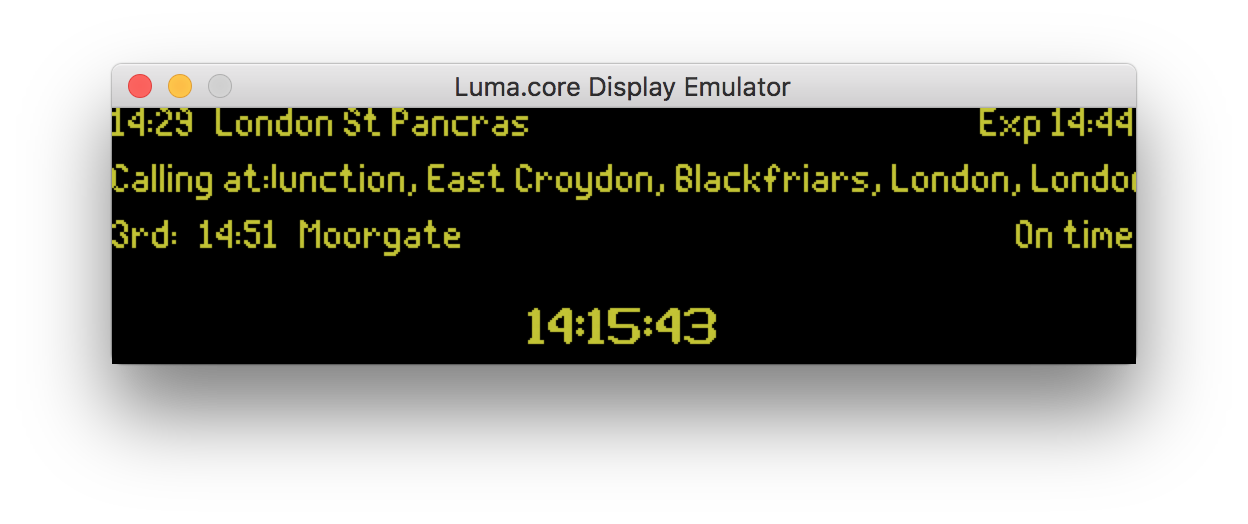 Luma.core Display Emulator
14:29 London St Pancras Exp 14:44
Calling at: Junction, East Croydon, Blackfriars, London, London
3rd: 14:51 Moorgate On time
14:15:43